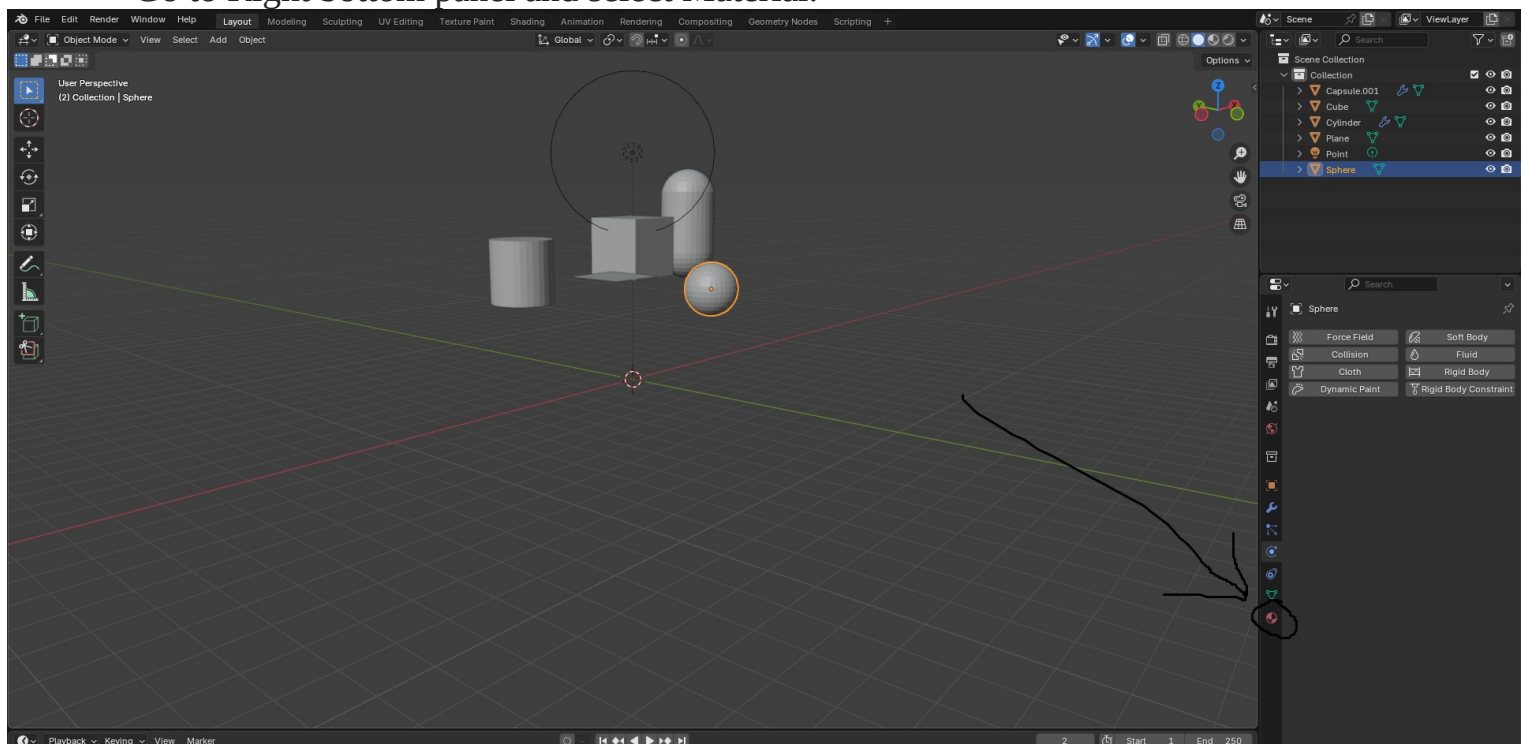 Go to Right bottom panel and select Material.
File Edit Render Window Help Layout Modeling Sculpting UV Editing Texture Paint Shading Animation Rendering Compositing Geometry Nodes Scripting + Scene ViewLayer
Object Mode View Select Add Object Global Search
Options
User Perspective
(2) Collection | Sphere
Z
Y
Scene Collection
Collection
Capsule.001
Cube
Cylinder
Plane
Point
Sphere
Search
Sphere
Force Field Soft Body
Collision Fluid
Cloth Rigid Body
Dynamic Paint Rigid Body Constraint
Playback Keying View Marker 2 Start 1 End 250